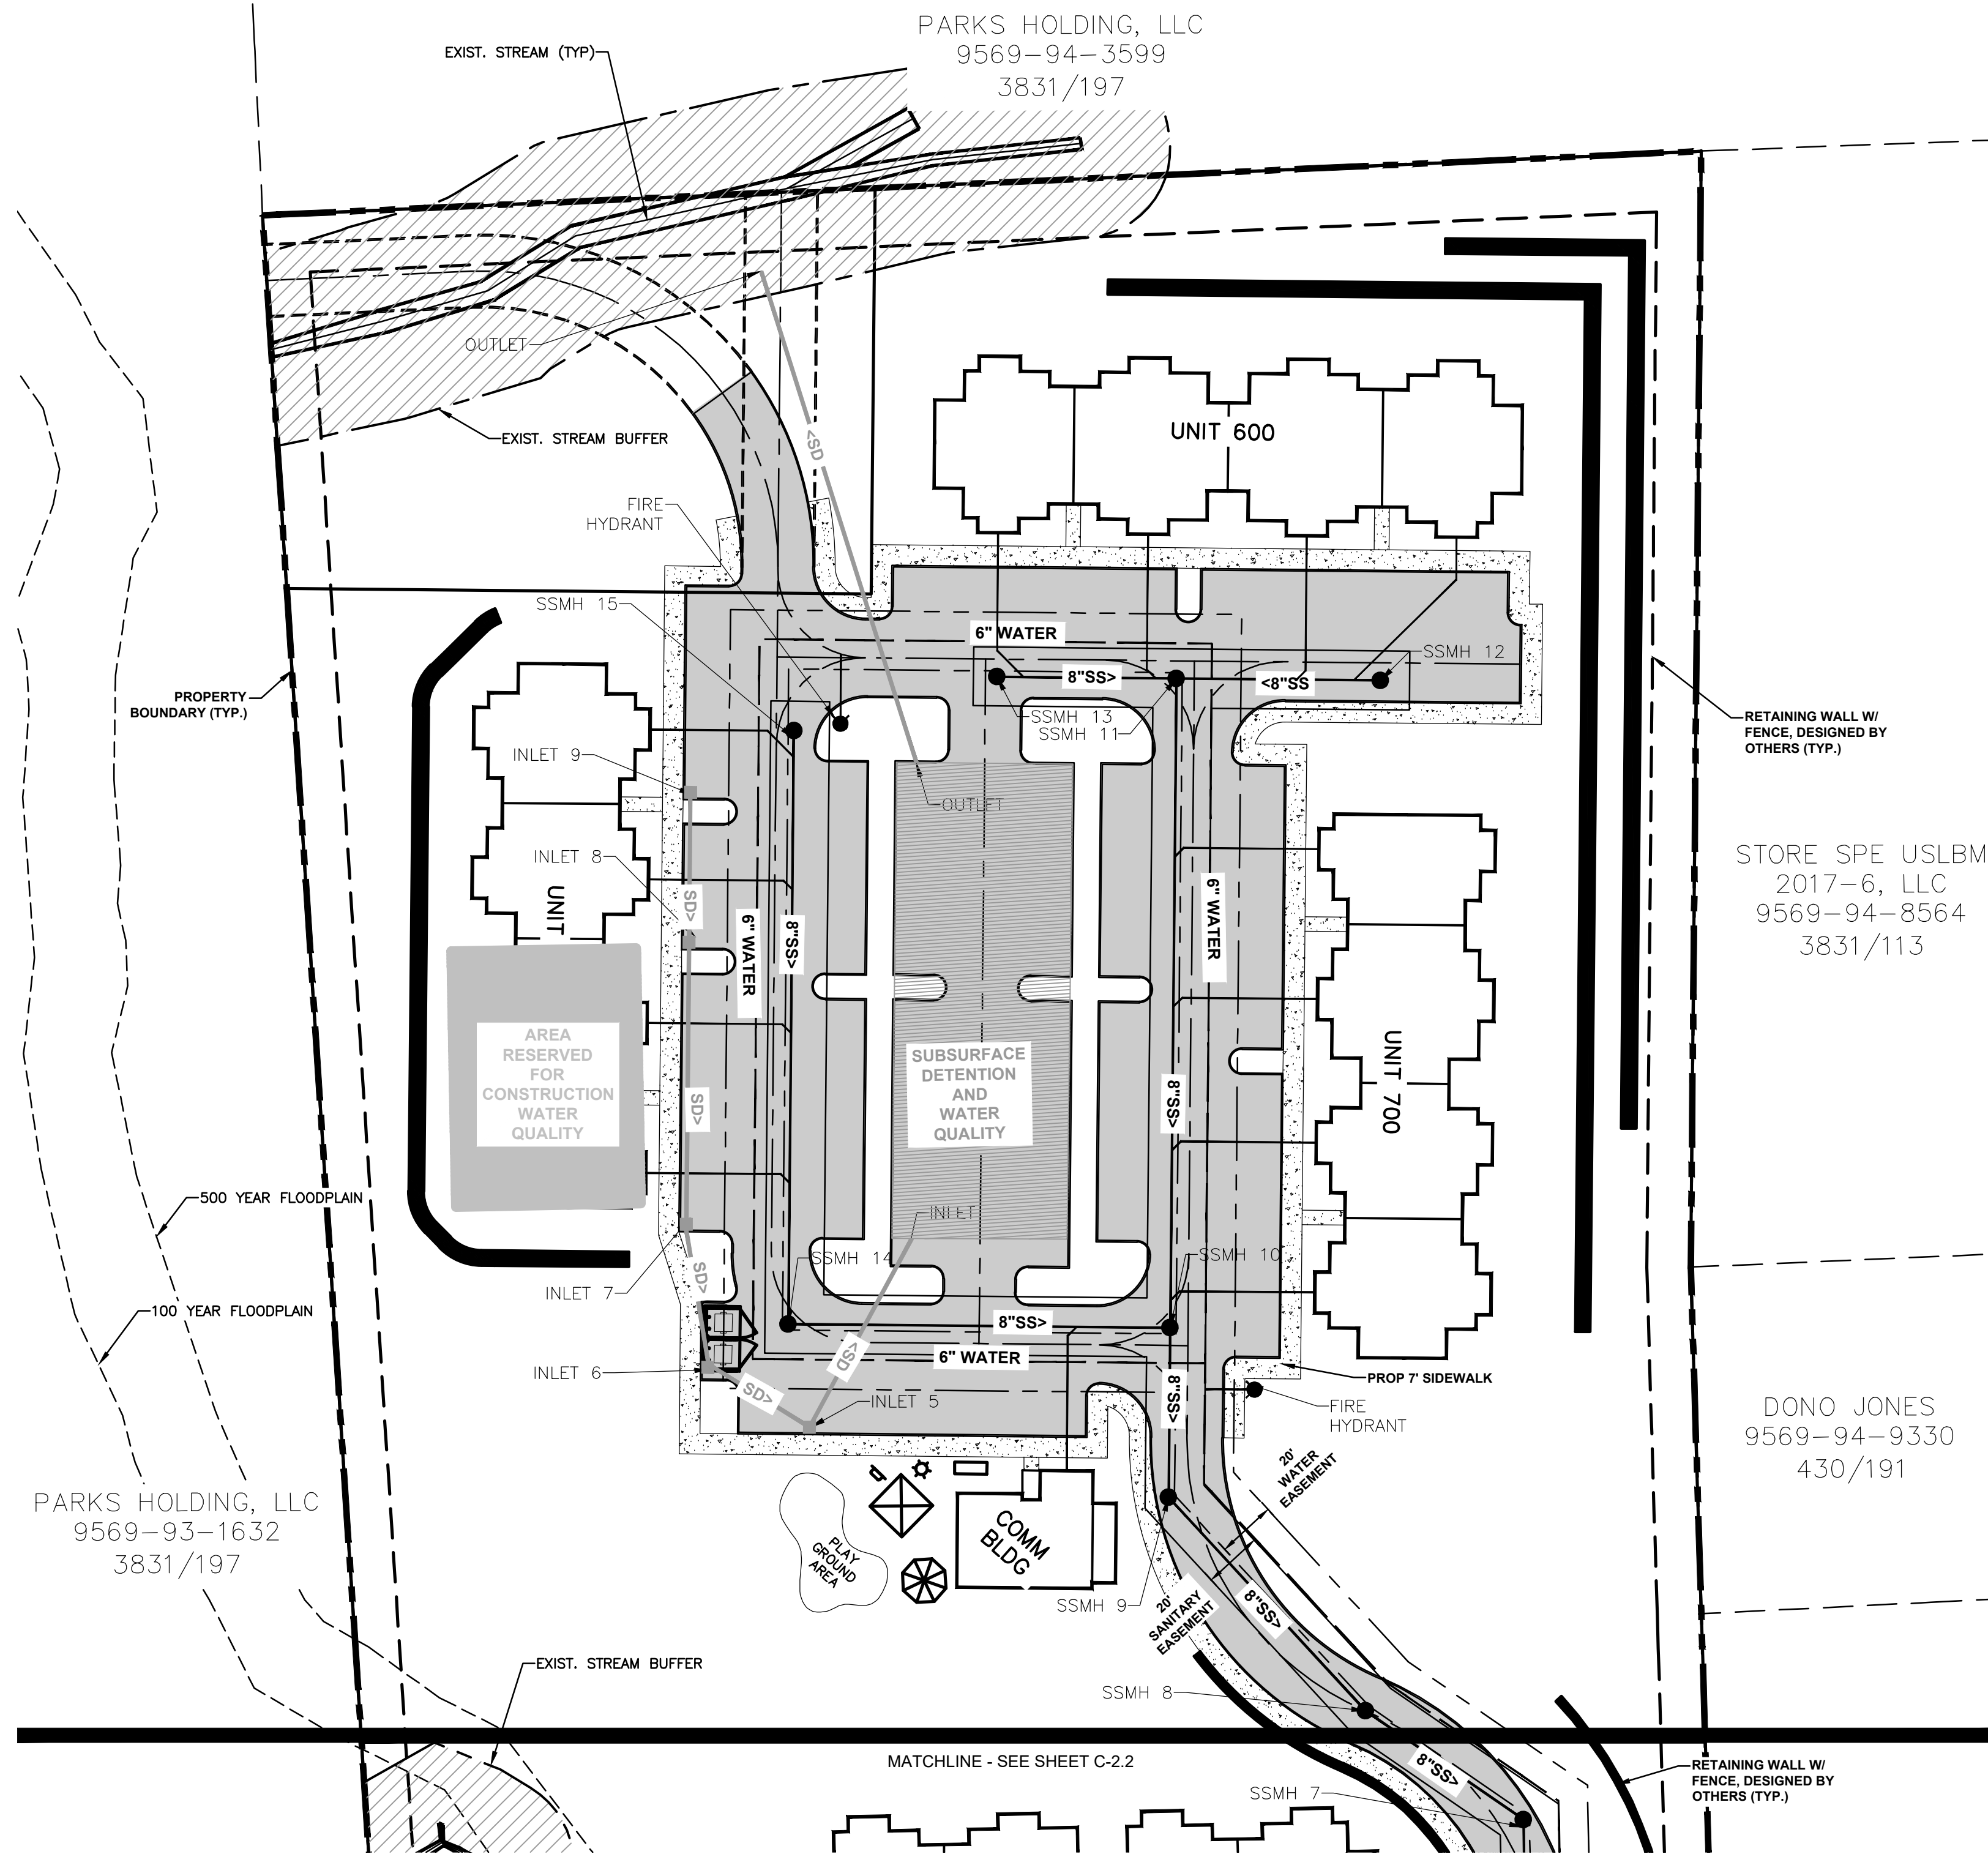 PARKS HOLDING, LLC
9569-94-3599
3831/197
EXIST. STREAM (TYP)
OUTLET
EXIST. STREAM BUFFER
<SD
UNIT 600
FIRE
HYDRANT
SSMH 15
6" WATER
8"SS>
<8"SS
SSMH 12
SSMH 13
SSMH 11
PROPERTY
BOUNDARY (TYP.)
RETAINING WALL W/
FENCE, DESIGNED BY
OTHERS (TYP.)
INLET 9
OUTLET
INLET 8
UNIT
SD>
6" WATER
8"SS>
6" WATER
STORE SPE USLBM
2017-6, LLC
9569-94-8564
3831/113
AREA
RESERVED
FOR
CONSTRUCTION
WATER
QUALITY
SUBSURFACE
DETENTION
AND
WATER
QUALITY
SD>
8"SS>
UNIT 700
500 YEAR FLOODPLAIN
INLET
SSMH 14
SSMH 10
SD>
INLET 7
100 YEAR FLOODPLAIN
8"SS>
6" WATER
<SD
INLET 6
SD>
INLET 5
8"SS>
PROP 7' SIDEWALK
FIRE
HYDRANT
DONO JONES
9569-94-9330
430/191
20'
WATER
EASEMENT
PARKS HOLDING, LLC
9569-93-1632
3831/197
PLAY
GROUND
AREA
COMM
BLDG
SSMH 9
20'
SANITARY
EASEMENT
8"SS>
EXIST. STREAM BUFFER
SSMH 8
MATCHLINE - SEE SHEET C-2.2
8"SS>
RETAINING WALL W/
FENCE, DESIGNED BY
OTHERS (TYP.)
SSMH 7